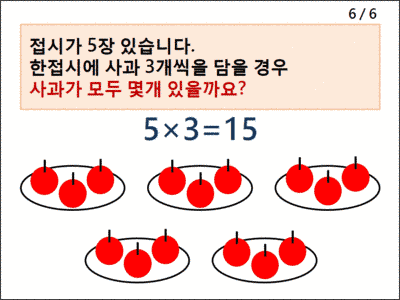 6 / 6
접시가 5장 있습니다.
한접시에 사과 3개씩을 담을 경우
사과가 모두 몇개 있을까요?
5×3=15